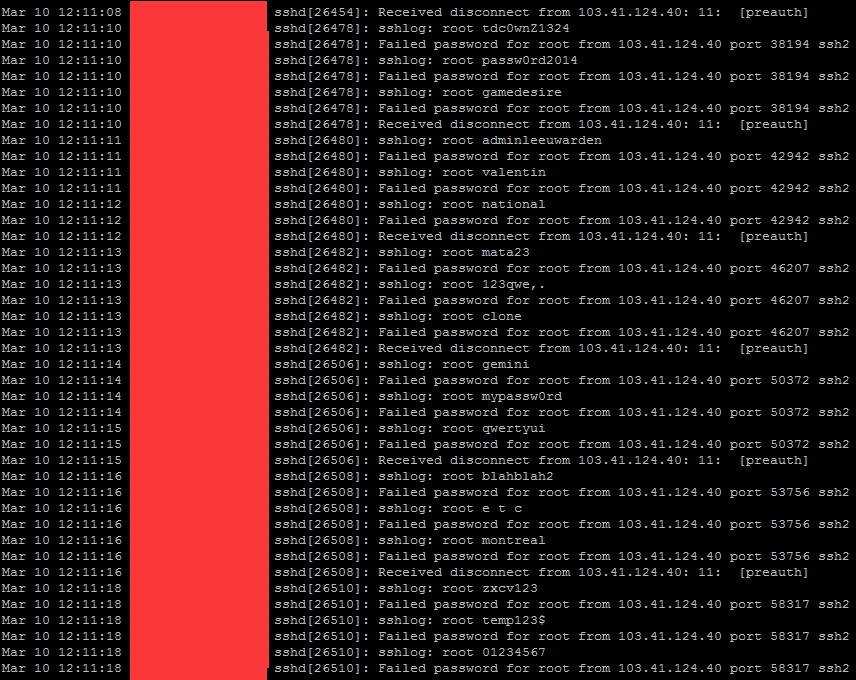 Mar 10 12:11:08 sshd[26454]: Received disconnect from 103.41.124.40: 11:  [preauth]
Mar 10 12:11:10 sshd[26478]: sshlog: root tdc0wnZ1324
Mar 10 12:11:10 sshd[26478]: Failed password for root from 103.41.124.40 port 38194 ssh2
Mar 10 12:11:10 sshd[26478]: sshlog: root passw0rd2014
Mar 10 12:11:10 sshd[26478]: Failed password for root from 103.41.124.40 port 38194 ssh2
Mar 10 12:11:10 sshd[26478]: sshlog: root gamedesire
Mar 10 12:11:10 sshd[26478]: Failed password for root from 103.41.124.40 port 38194 ssh2
Mar 10 12:11:10 sshd[26478]: Received disconnect from 103.41.124.40: 11:  [preauth]
Mar 10 12:11:11 sshd[26480]: sshlog: root adminleeuwarden
Mar 10 12:11:11 sshd[26480]: Failed password for root from 103.41.124.40 port 42942 ssh2
Mar 10 12:11:11 sshd[26480]: sshlog: root valentin
Mar 10 12:11:11 sshd[26480]: Failed password for root from 103.41.124.40 port 42942 ssh2
Mar 10 12:11:12 sshd[26480]: sshlog: root national
Mar 10 12:11:12 sshd[26480]: Failed password for root from 103.41.124.40 port 42942 ssh2
Mar 10 12:11:12 sshd[26480]: Received disconnect from 103.41.124.40: 11:  [preauth]
Mar 10 12:11:13 sshd[26482]: sshlog: root mata23
Mar 10 12:11:13 sshd[26482]: Failed password for root from 103.41.124.40 port 46207 ssh2
Mar 10 12:11:13 sshd[26482]: sshlog: root 123qwe,.
Mar 10 12:11:13 sshd[26482]: Failed password for root from 103.41.124.40 port 46207 ssh2
Mar 10 12:11:13 sshd[26482]: sshlog: root clone
Mar 10 12:11:13 sshd[26482]: Failed password for root from 103.41.124.40 port 46207 ssh2
Mar 10 12:11:13 sshd[26482]: Received disconnect from 103.41.124.40: 11:  [preauth]
Mar 10 12:11:14 sshd[26506]: sshlog: root gemini
Mar 10 12:11:14 sshd[26506]: Failed password for root from 103.41.124.40 port 50372 ssh2
Mar 10 12:11:14 sshd[26506]: sshlog: root mypassw0rd
Mar 10 12:11:14 sshd[26506]: Failed password for root from 103.41.124.40 port 50372 ssh2
Mar 10 12:11:15 sshd[26506]: sshlog: root qwertyui
Mar 10 12:11:15 sshd[26506]: Failed password for root from 103.41.124.40 port 50372 ssh2
Mar 10 12:11:15 sshd[26506]: Received disconnect from 103.41.124.40: 11:  [preauth]
Mar 10 12:11:16 sshd[26508]: sshlog: root blahblah2
Mar 10 12:11:16 sshd[26508]: Failed password for root from 103.41.124.40 port 53756 ssh2
Mar 10 12:11:16 sshd[26508]: sshlog: root e t c
Mar 10 12:11:16 sshd[26508]: Failed password for root from 103.41.124.40 port 53756 ssh2
Mar 10 12:11:16 sshd[26508]: sshlog: root montreal
Mar 10 12:11:16 sshd[26508]: Failed password for root from 103.41.124.40 port 53756 ssh2
Mar 10 12:11:16 sshd[26508]: Received disconnect from 103.41.124.40: 11:  [preauth]
Mar 10 12:11:18 sshd[26510]: sshlog: root zxcv123
Mar 10 12:11:18 sshd[26510]: Failed password for root from 103.41.124.40 port 58317 ssh2
Mar 10 12:11:18 sshd[26510]: sshlog: root temp123$
Mar 10 12:11:18 sshd[26510]: Failed password for root from 103.41.124.40 port 58317 ssh2
Mar 10 12:11:18 sshd[26510]: sshlog: root 01234567
Mar 10 12:11:18 sshd[26510]: Failed password for root from 103.41.124.40 port 58317 ssh2